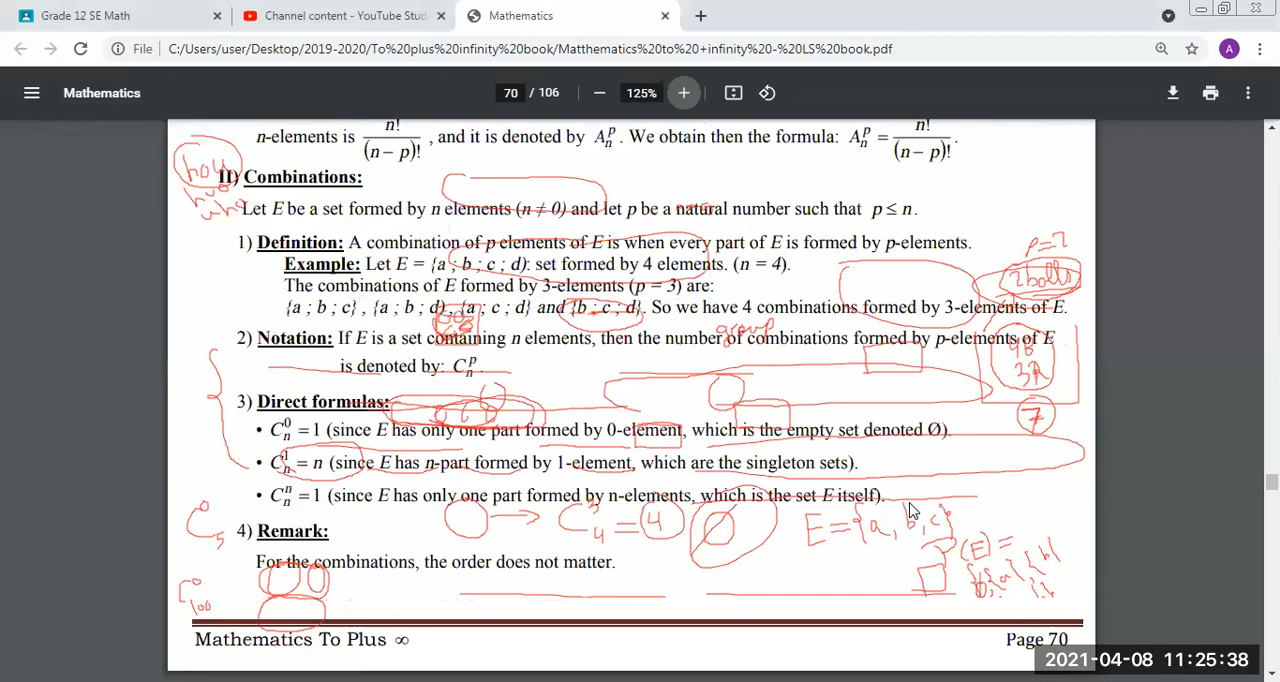 Grade 12 SE Math
Channel content - YouTube Stud
Mathematics
File C:/Users/user/Desktop/2019-2020/To%20plus%20infinity%20book/Matthematics%20to%20+infinity%20-%20LS%20book.pdf
Mathematics 70 / 106 125%
n-elements is n!/(n − p)! , and it is denoted by A_n^p . We obtain then the formula: A_n^p = n!/(n − p)! .
how
II) Combinations:
who
Let E be a set formed by n elements (n ≠ 0) and let p be a natural number such that p ≤ n.
1) Definition: A combination of p elements of E is when every part of E is formed by p-elements.
p=2
Example: Let E = {a ; b ; c ; d}: set formed by 4 elements. (n = 4).
2 balls
The combinations of E formed by 3-elements (p = 3) are:
{a ; b ; c}, {a ; b ; d}, {a ; c ; d} and {b ; c ; d}. So we have 4 combinations formed by 3-elements of E.
group
2) Notation: If E is a set containing n elements, then the number of combinations formed by p-elements of E
4B
is denoted by: C_n^p .
3R
3) Direct formulas:
7
• C_n^0 = 1 (since E has only one part formed by 0-element, which is the empty set denoted Ø).
• C_n^1 = n (since E has n-part formed by 1-element, which are the singleton sets).
• C_n^n = 1 (since E has only one part formed by n-elements, which is the set E itself).
C_5^0
→ C_4^3 = 4 Ø E={a, b, c}
4) Remark:
(E)=
For the combinations, the order does not matter.
C_100^0
Mathematics To Plus ∞ Page 70
2021-04-08 11:25:38